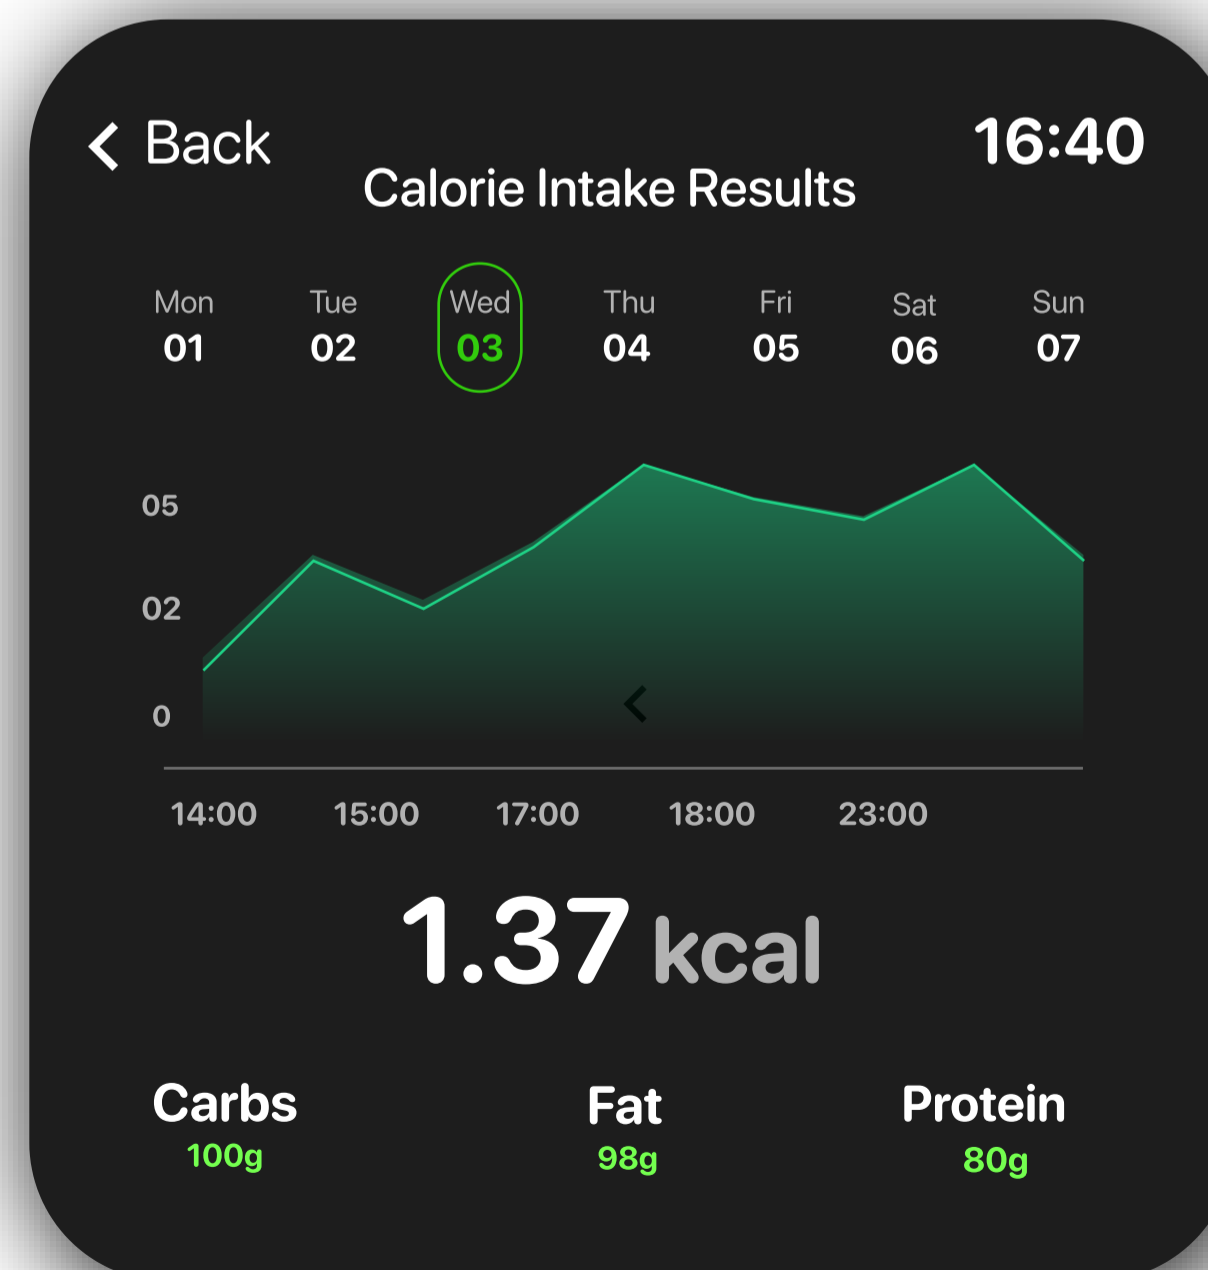 Back
16:40
Calorie Intake Results
Mon Tue Wed Thu Fri Sat Sun
01 02 03 04 05 06 07
05
02
0
14:00 15:00 17:00 18:00 23:00
1.37 kcal
Carbs Fat Protein
100g 98g 80g